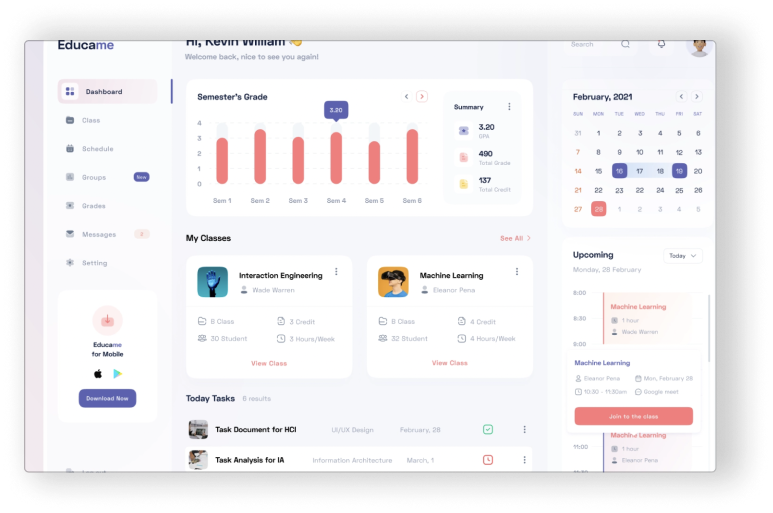 Educame
Hi, Kevin William 👋
Welcome back, nice to see you again!
Search
Dashboard
Class
Schedule
Groups New
Grades
Messages
Setting
Educame
for Mobile
Download Now
Semester's Grade
3.20
4
3
2
1
0
Sem 1 Sem 2 Sem 3 Sem 4 Sem 5 Sem 6
Summary
3.20
GPA
490
Total Grade
137
Total Credit
My Classes
See All >
Interaction Engineering
Wade Warren
8 Class 3 Credit
30 Student 3 Hours/Week
View Class
Machine Learning
Eleanor Pena
8 Class 4 Credit
32 Student 4 Hours/Week
View Class
Today Tasks 6 results
Task Document for HCI UI/UX Design February, 28
Task Analysis for IA Information Architecture March, 1
February, 2021
SUN MON TUE WED THU FRI SAT
31 1 2 3 4 5 6
7 8 9 10 11 12 13
14 15 16 17 18 19 20
21 22 23 22 24 25 26
27 28 1 2 3 4 5
Upcoming
Today
Monday, 28 February
8:30
Machine Learning
1 hour
Wade Warren
9:00
Machine Learning
Eleanor Pena Mon, February 28
10:30 - 11:30am Google meet
Join to the class
Machine Learning
11:00
1 hour
Eleanor Pena